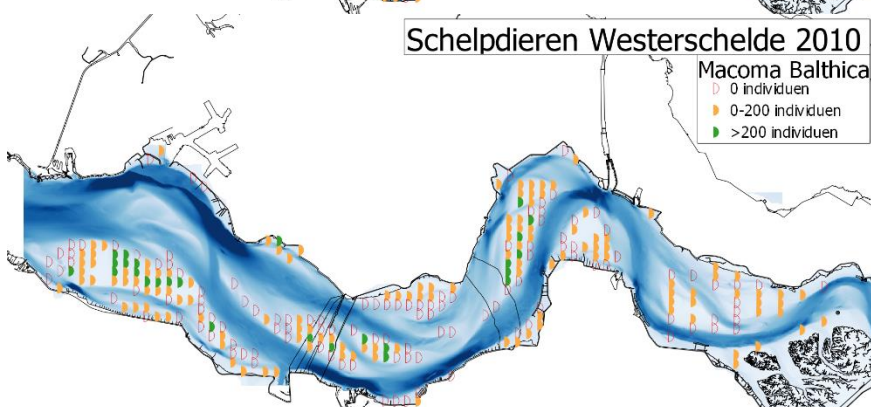 Schelpdieren Westerschelde 2010
Macoma Balthica
0 individuen
0-200 individuen
>200 individuen